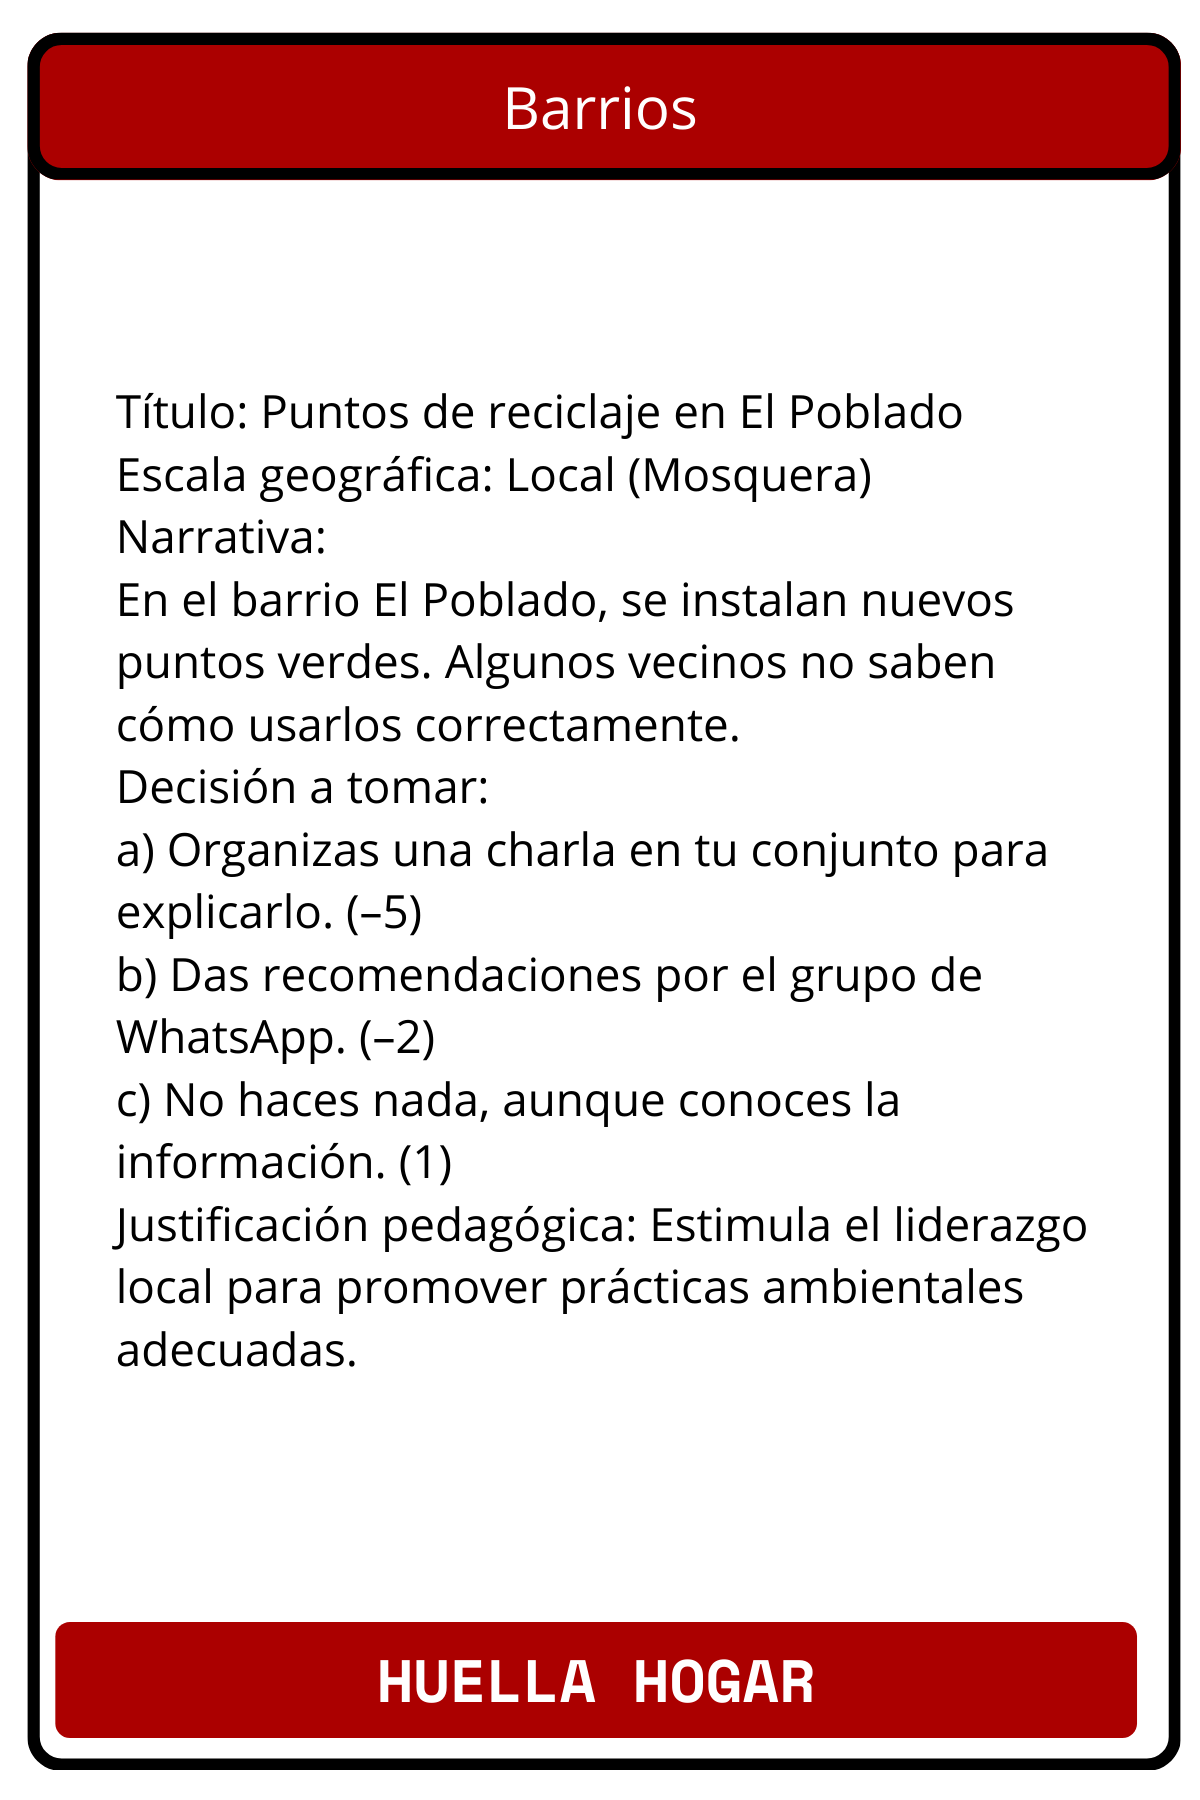 Barrios
Título: Puntos de reciclaje en El Poblado
Escala geográfica: Local (Mosquera)
Narrativa:
En el barrio El Poblado, se instalan nuevos
puntos verdes. Algunos vecinos no saben
cómo usarlos correctamente.
Decisión a tomar:
a) Organizas una charla en tu conjunto para
explicarlo. (–5)
b) Das recomendaciones por el grupo de
WhatsApp. (–2)
c) No haces nada, aunque conoces la
información. (1)
Justificación pedagógica: Estimula el liderazgo
local para promover prácticas ambientales
adecuadas.
HUELLA HOGAR